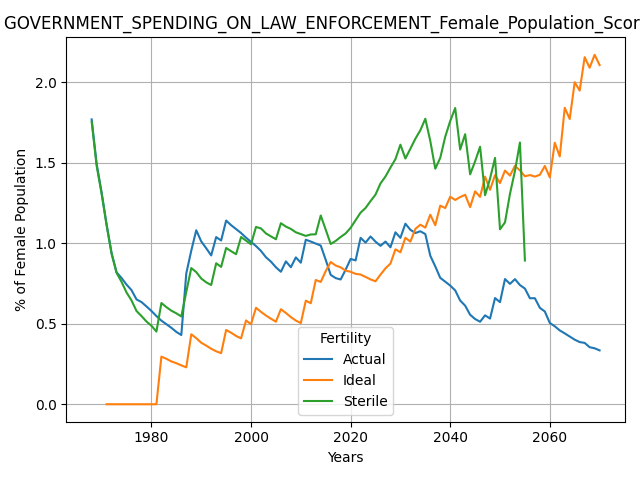 GOVERNMENT_SPENDING_ON_LAW_ENFORCEMENT_Female_Population_Scor
2.0
1.5
1.0
0.5
0.0
% of Female Population
Fertility
Actual
Ideal
Sterile
1980 2000 2020 2040 2060
Years